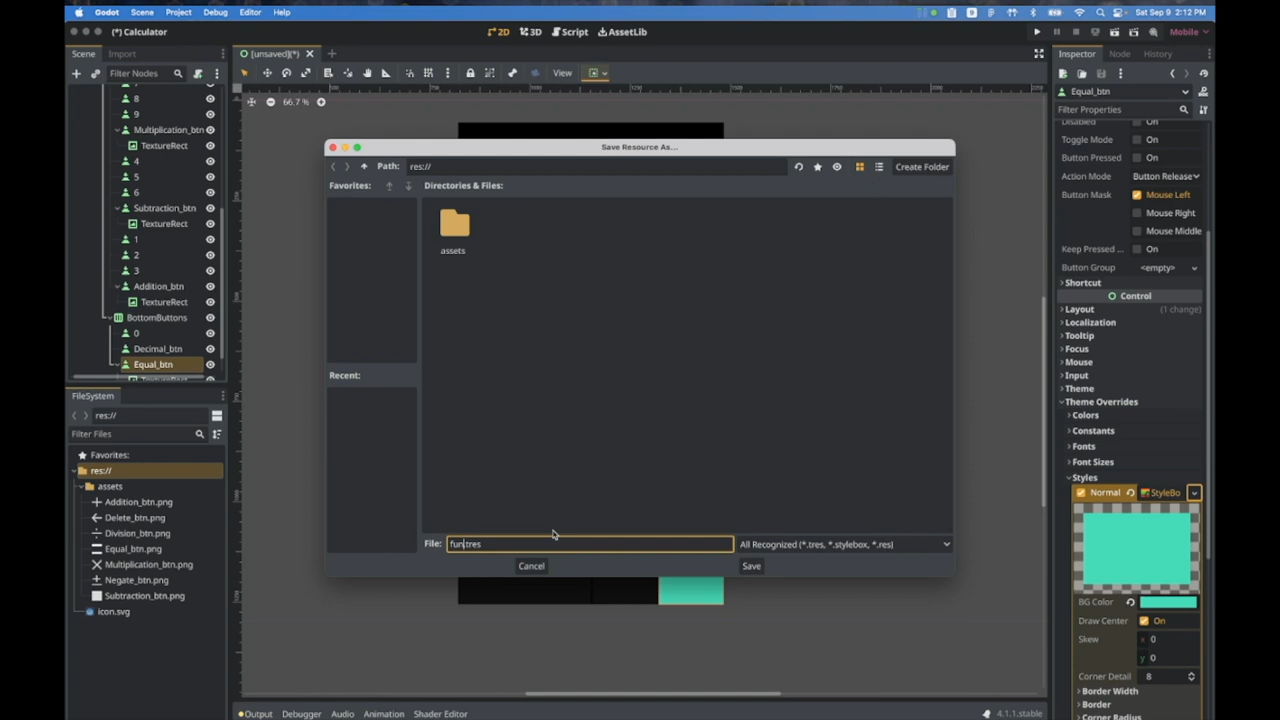 Godot Scene Project Debug Editor Help
Sat Sep 9 2:12 PM
(*) Calculator
2D 3D Script AssetLib
Mobile
Scene Import
[unsaved](*)
Inspector Node History
Filter Nodes
View
Equal_btn
66.7 %
Filter Properties
8
9
Multiplication_btn
TextureRect
4
5
6
Subtraction_btn
TextureRect
1
2
3
Addition_btn
TextureRect
BottomButtons
0
Decimal_btn
Equal_btn
TextureRect
FileSystem
res://
Filter Files
Favorites:
res://
assets
Addition_btn.png
Delete_btn.png
Division_btn.png
Equal_btn.png
Multiplication_btn.png
Negate_btn.png
Subtraction_btn.png
icon.svg
Save Resource As...
Path: res://
Create Folder
Favorites:
Directories & Files:
assets
Recent:
File: fun.tres
All Recognized (*.tres, *.stylebox, *.res)
Cancel
Save
Disabled On
Toggle Mode On
Button Pressed On
Action Mode Button Release
Button Mask Mouse Left
Mouse Right
Mouse Middle
Keep Pressed ... On
Button Group <empty>
Shortcut
Control
Layout (1 change)
Localization
Tooltip
Focus
Mouse
Input
Theme
Theme Overrides
Colors
Constants
Fonts
Font Sizes
Styles
Normal StyleBo
BG Color
Draw Center On
Skew x 0
y 0
Corner Detail 8
Border Width
Border
Corner Radius
Output Debugger Audio Animation Shader Editor
4.1.1.stable